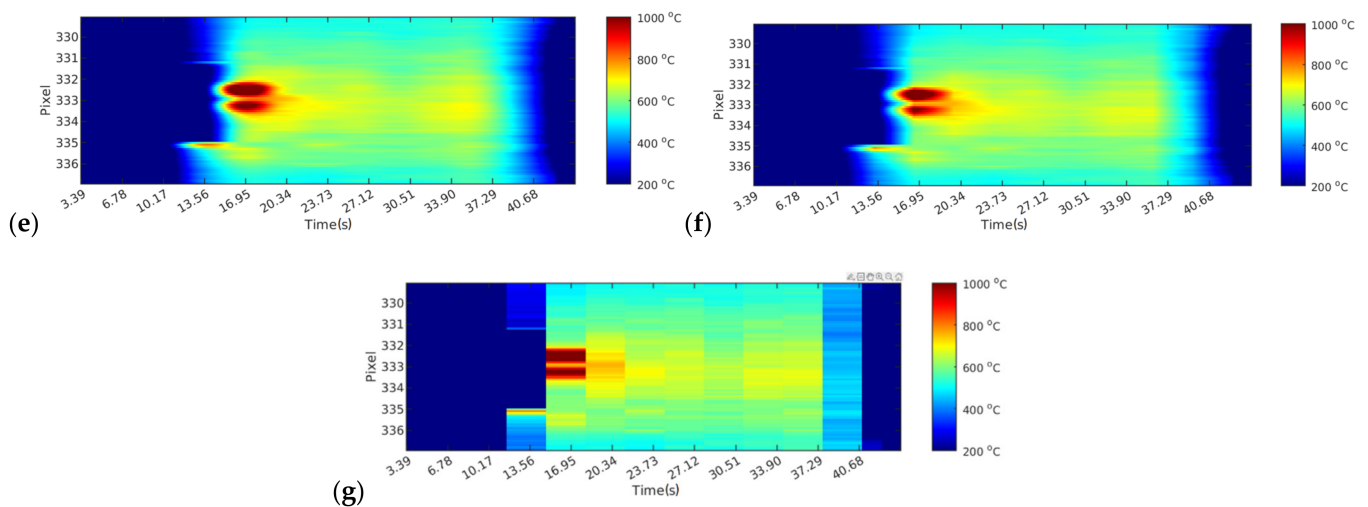 330
331
332
333
334
335
336
Pixel
3.39 6.78 10.17 13.56 16.95 20.34 23.73 27.12 30.51 33.90 37.29 40.68
Time(s)
1000 °C
800 °C
600 °C
400 °C
200 °C
(e)
330
331
332
333
334
335
336
Pixel
3.39 6.78 10.17 13.56 16.95 20.34 23.73 27.12 30.51 33.90 37.29 40.68
Time(s)
1000 °C
800 °C
600 °C
400 °C
200 °C
(f)
330
331
332
333
334
335
336
Pixel
3.39 6.78 10.17 13.56 16.95 20.34 23.73 27.12 30.51 33.90 37.29 40.68
Time(s)
1000 °C
800 °C
600 °C
400 °C
200 °C
(g)